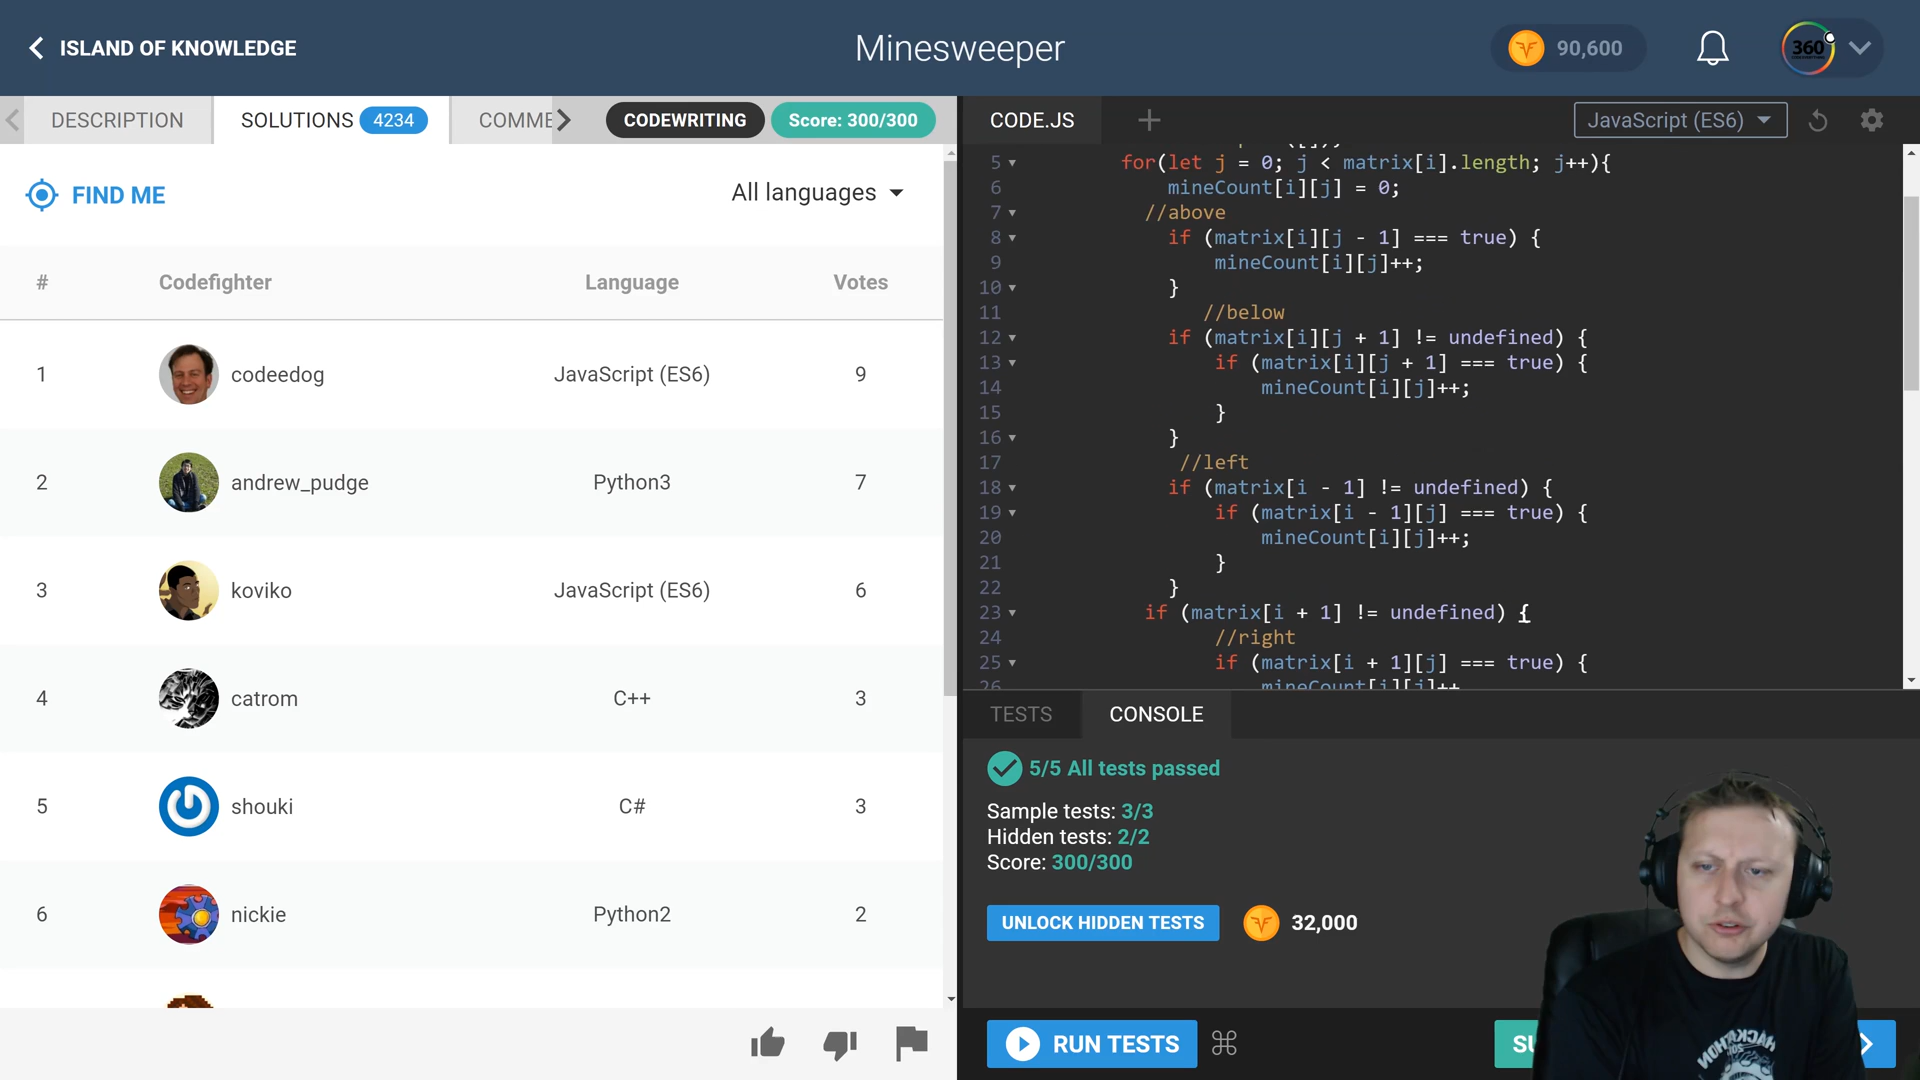 ISLAND OF KNOWLEDGE
Minesweeper
90,600
360
DESCRIPTION
SOLUTIONS 4234
COMME
CODEWRITING
Score: 300/300
FIND ME
All languages
# Codefighter Language Votes
1 codeedog JavaScript (ES6) 9
2 andrew_pudge Python3 7
3 koviko JavaScript (ES6) 6
4 catrom C++ 3
5 shouki C# 3
6 nickie Python2 2
CODE.JS
JavaScript (ES6)
5 for(let j = 0; j < matrix[i].length; j++){
6 mineCount[i][j] = 0;
7 //above
8 if (matrix[i][j - 1] === true) {
9 mineCount[i][j]++;
10 }
11 //below
12 if (matrix[i][j + 1] != undefined) {
13 if (matrix[i][j + 1] === true) {
14 mineCount[i][j]++;
15 }
16 }
17 //left
18 if (matrix[i - 1] != undefined) {
19 if (matrix[i - 1][j] === true) {
20 mineCount[i][j]++;
21 }
22 }
23 if (matrix[i + 1] != undefined) {
24 //right
25 if (matrix[i + 1][j] === true) {
26 mineCount[i][j]++
TESTS
CONSOLE
5/5 All tests passed
Sample tests: 3/3
Hidden tests: 2/2
Score: 300/300
UNLOCK HIDDEN TESTS
32,000
RUN TESTS
SU